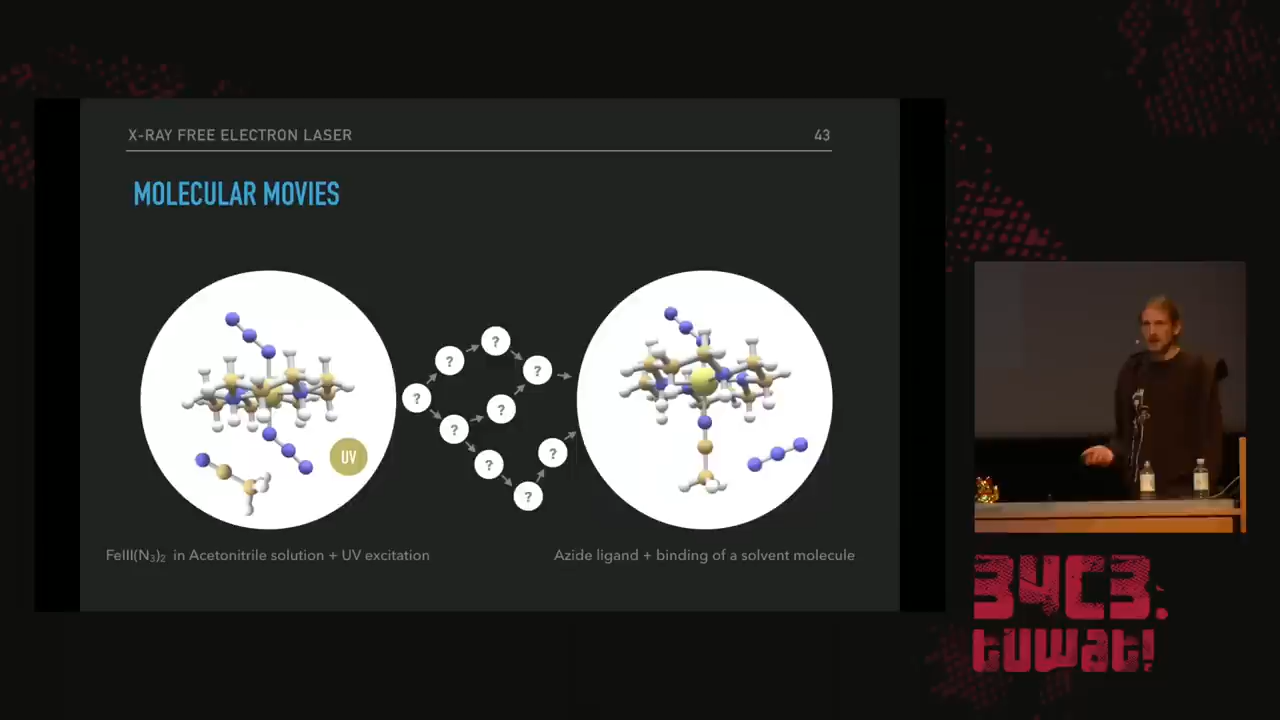 X-RAY FREE ELECTRON LASER
43
MOLECULAR MOVIES
?
?
?
?
?
?
?
?
?
UV
FeIII(N₃)₂ in Acetonitrile solution + UV excitation
Azide ligand + binding of a solvent molecule
34C3.
tuwat!